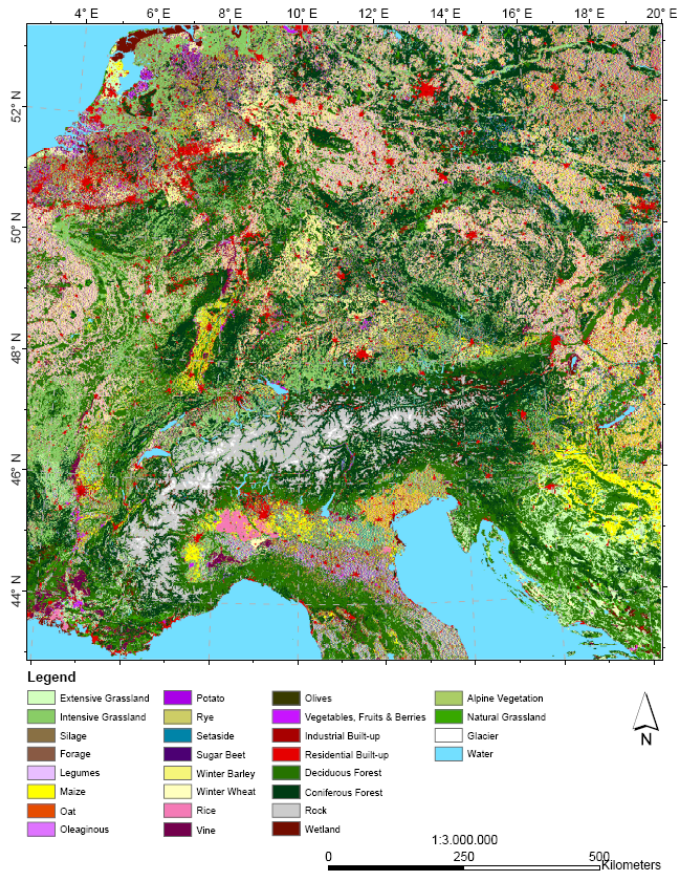 4° E 6° E 8° E 10° E 12° E 14° E 16° E 18° E 20° E
52° N
50° N
48° N
46° N
44° N
Legend
Extensive Grassland
Intensive Grassland
Silage
Forage
Legumes
Maize
Oat
Oleaginous
Potato
Rye
Setaside
Sugar Beet
Winter Barley
Winter Wheat
Rice
Vine
Olives
Vegetables, Fruits & Berries
Industrial Built-up
Residential Built-up
Deciduous Forest
Coniferous Forest
Rock
Wetland
Alpine Vegetation
Natural Grassland
Glacier
Water
N
1:3.000.000
0 250 500 Kilometers